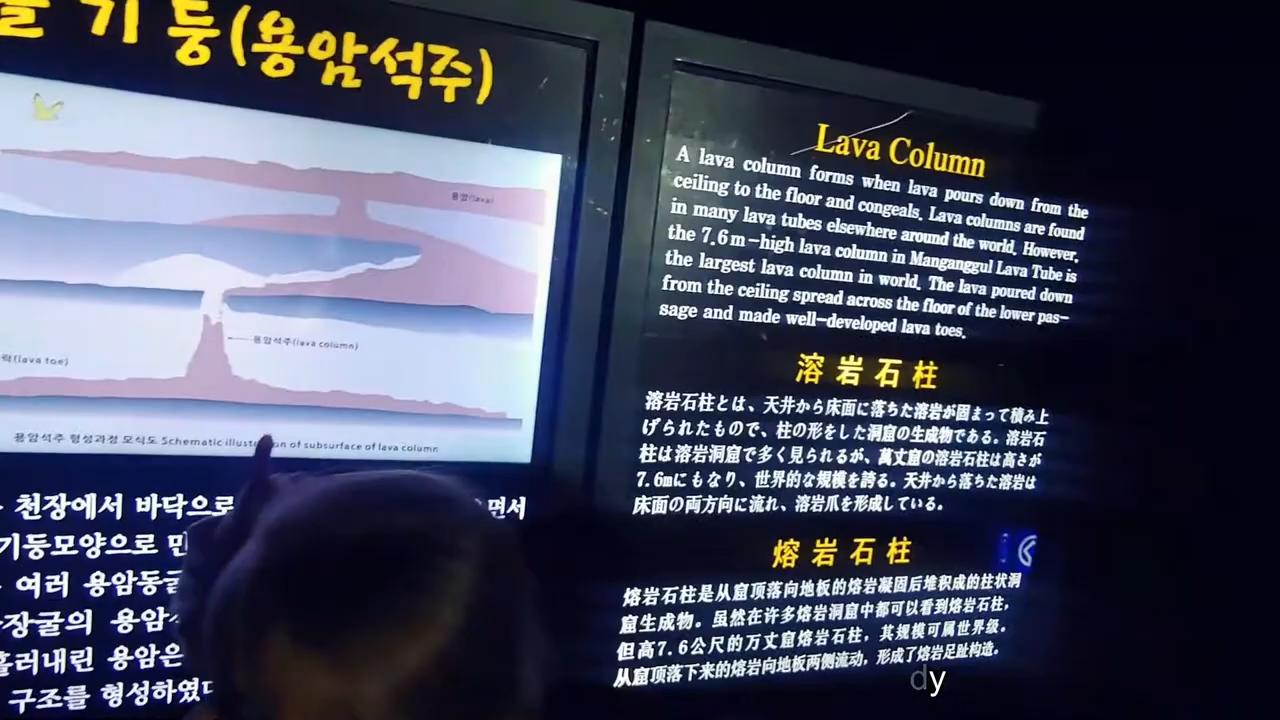 기둥(용암석주)
용암(lava)
용암석주(lava column)
(lava toe)
용암석주 형성과정 모식도 Schematic of subsurface of lava column
천장에서 바닥으로 면서
기둥모양으로
여러
용암
흘러내린 용암은
구조를 형성하였다
Lava Column
A lava column forms when lava pours down from the
ceiling to the floor and congeals. Lava columns are found
in many lava tubes elsewhere around the world. However,
the 7.6m-high lava column in Manganggul Lava Tube is
the largest lava column in world. The lava poured down
from the ceiling spread across the floor of the lower pas-
sage and made well-developed lava toes.
溶岩石柱
溶岩石柱とは、天井から床面に落ちた溶岩が固まって積み上
げられたもので、柱の形をした洞窟の生成物である。溶岩石
柱は溶岩洞窟で多く見られるが、萬丈窟の溶岩石柱は高さが
7.6mにもなり、世界的な規模を誇る。天井から落ちた溶岩は
床面の両方向に流れ、溶岩爪を形成している。
熔岩石柱
熔岩石柱是从窟顶落向地板的熔岩凝固后堆积成的柱状洞
窟生成物。虽然在许多熔岩洞窟中都可以看到熔岩石柱，
但高7.6公尺的万丈窟熔岩石柱，其规模可属世界级。
从窟顶落下来的熔岩向地板两侧流动，形成了熔岩足趾构造。
dy